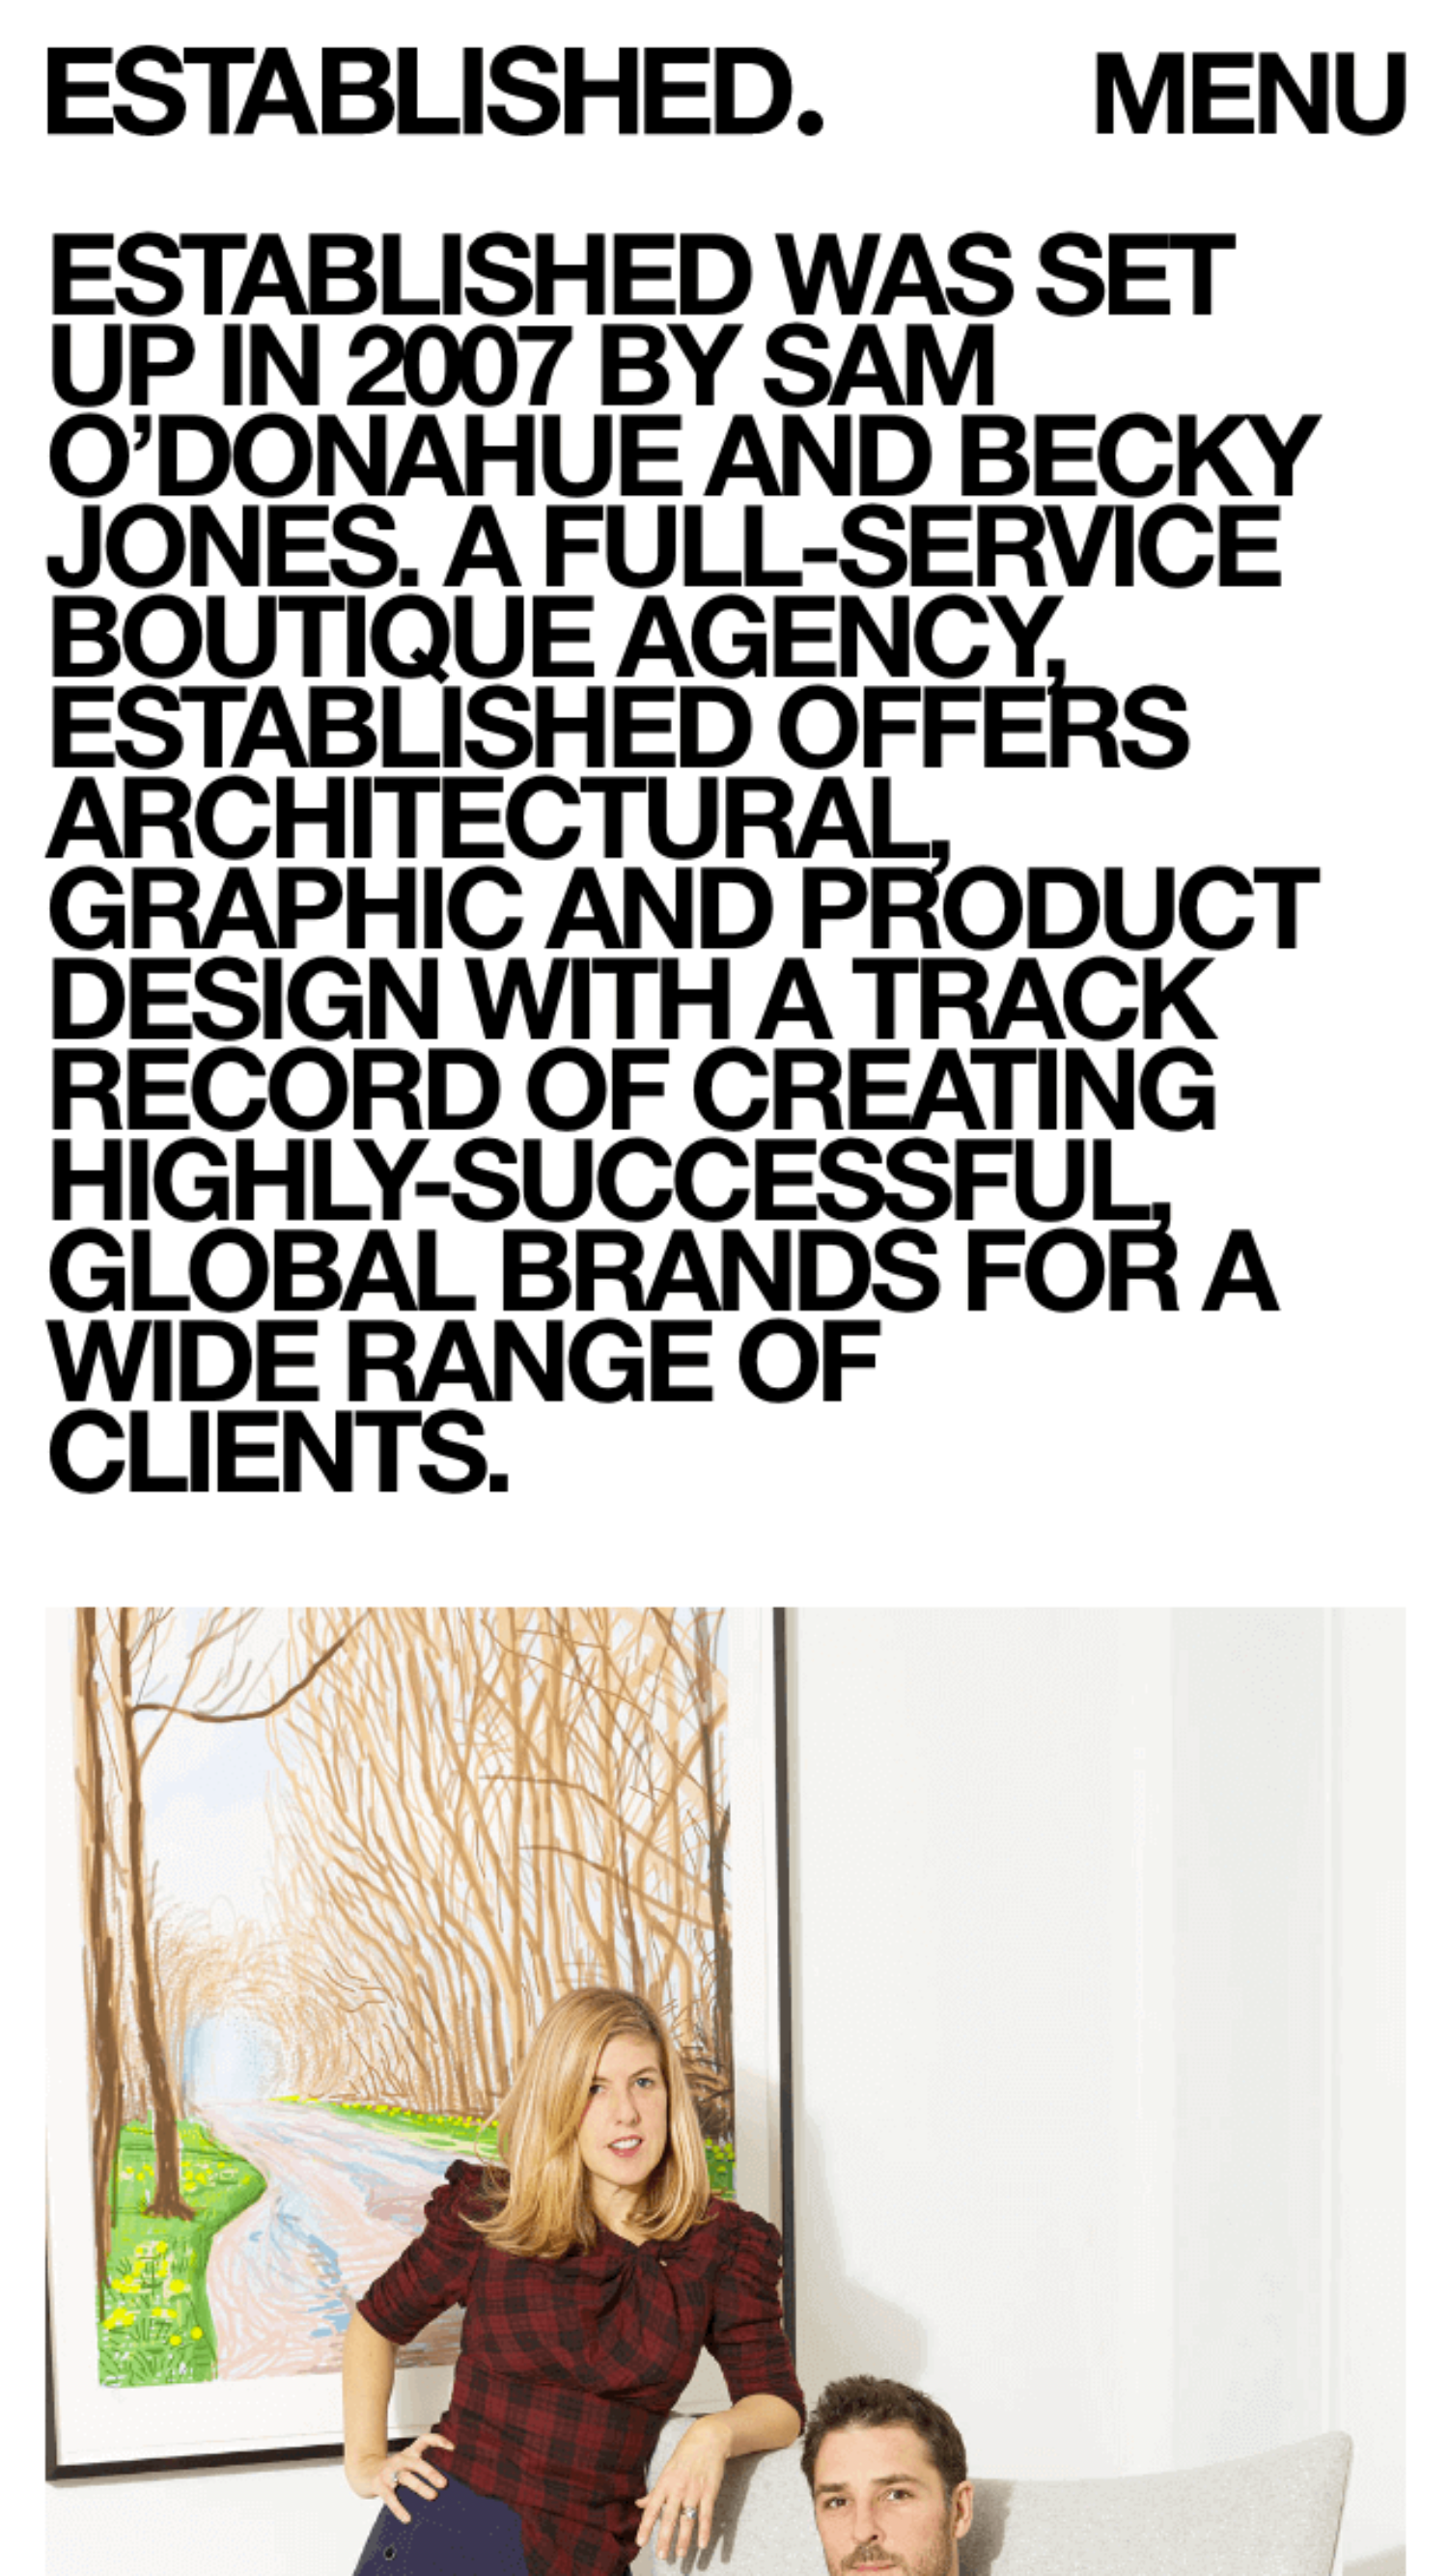 ESTABLISHED.
MENU
ESTABLISHED WAS SET
UP IN 2007 BY SAM
O’DONAHUE AND BECKY
JONES. A FULL-SERVICE
BOUTIQUE AGENCY,
ESTABLISHED OFFERS
ARCHITECTURAL,
GRAPHIC AND PRODUCT
DESIGN WITH A TRACK
RECORD OF CREATING
HIGHLY-SUCCESSFUL,
GLOBAL BRANDS FOR A
WIDE RANGE OF
CLIENTS.